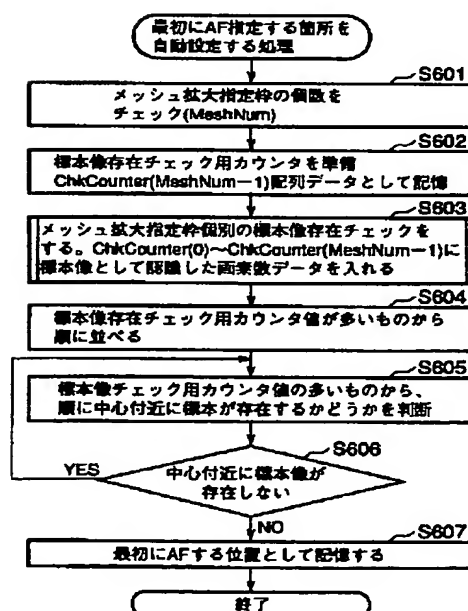 最初にAF指定する箇所を
自動設定する処理
S601
メッシュ拡大指定枠の個数を
チェック(MeshNum)
S602
標本像存在チェック用カウンタを準備
ChkCounter(MeshNum－1)配列データとして記憶
S603
メッシュ拡大指定枠個別の標本像存在チェックを
する。ChkCounter(0)～ChkCounter(MeshNum－1)に
標本像として認識した画素数データを入れる
S604
標本像存在チェック用カウンタ値が多いものから
順に並べる
S605
標本像チェック用カウンタ値の多いものから、
順に中心付近に標本が存在するかどうかを判断
S606
YES
中心付近に標本像が
存在しない
NO
S607
最初にAFする位置として記憶する
終了